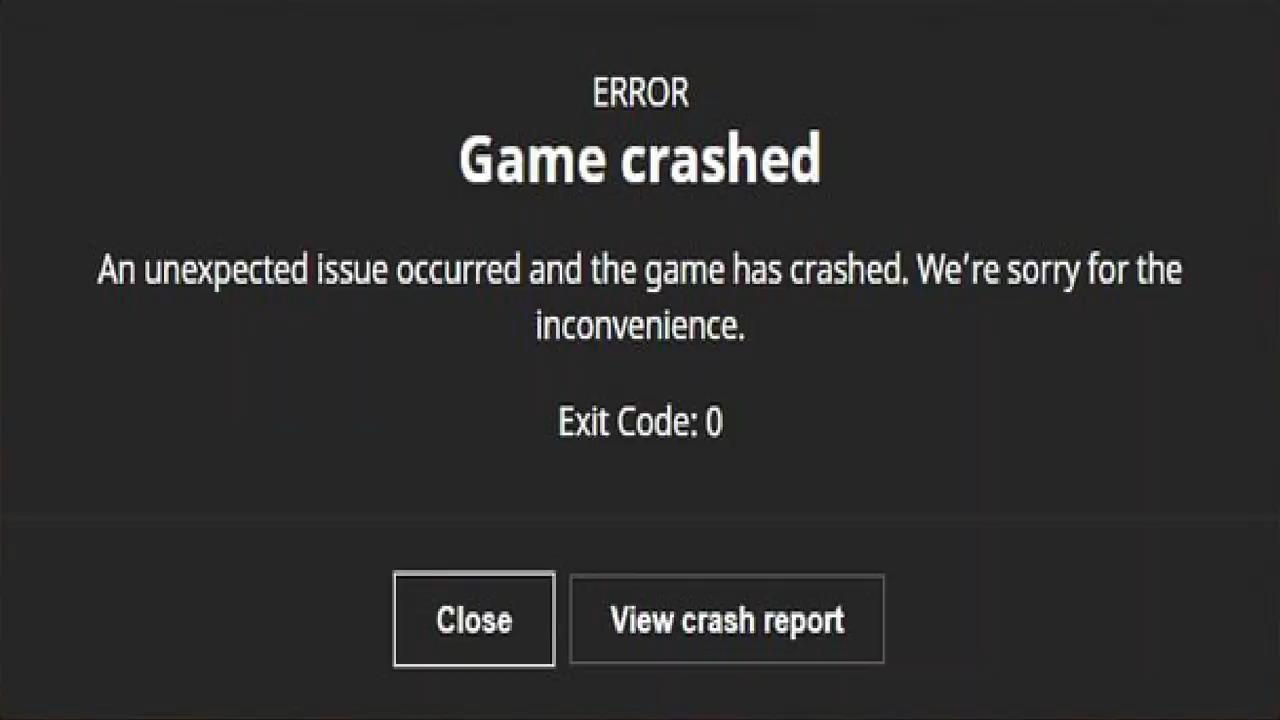 ERROR
Game crashed
An unexpected issue occurred and the game has crashed. We're sorry for the
inconvenience.
Exit Code: 0
Close
View crash report